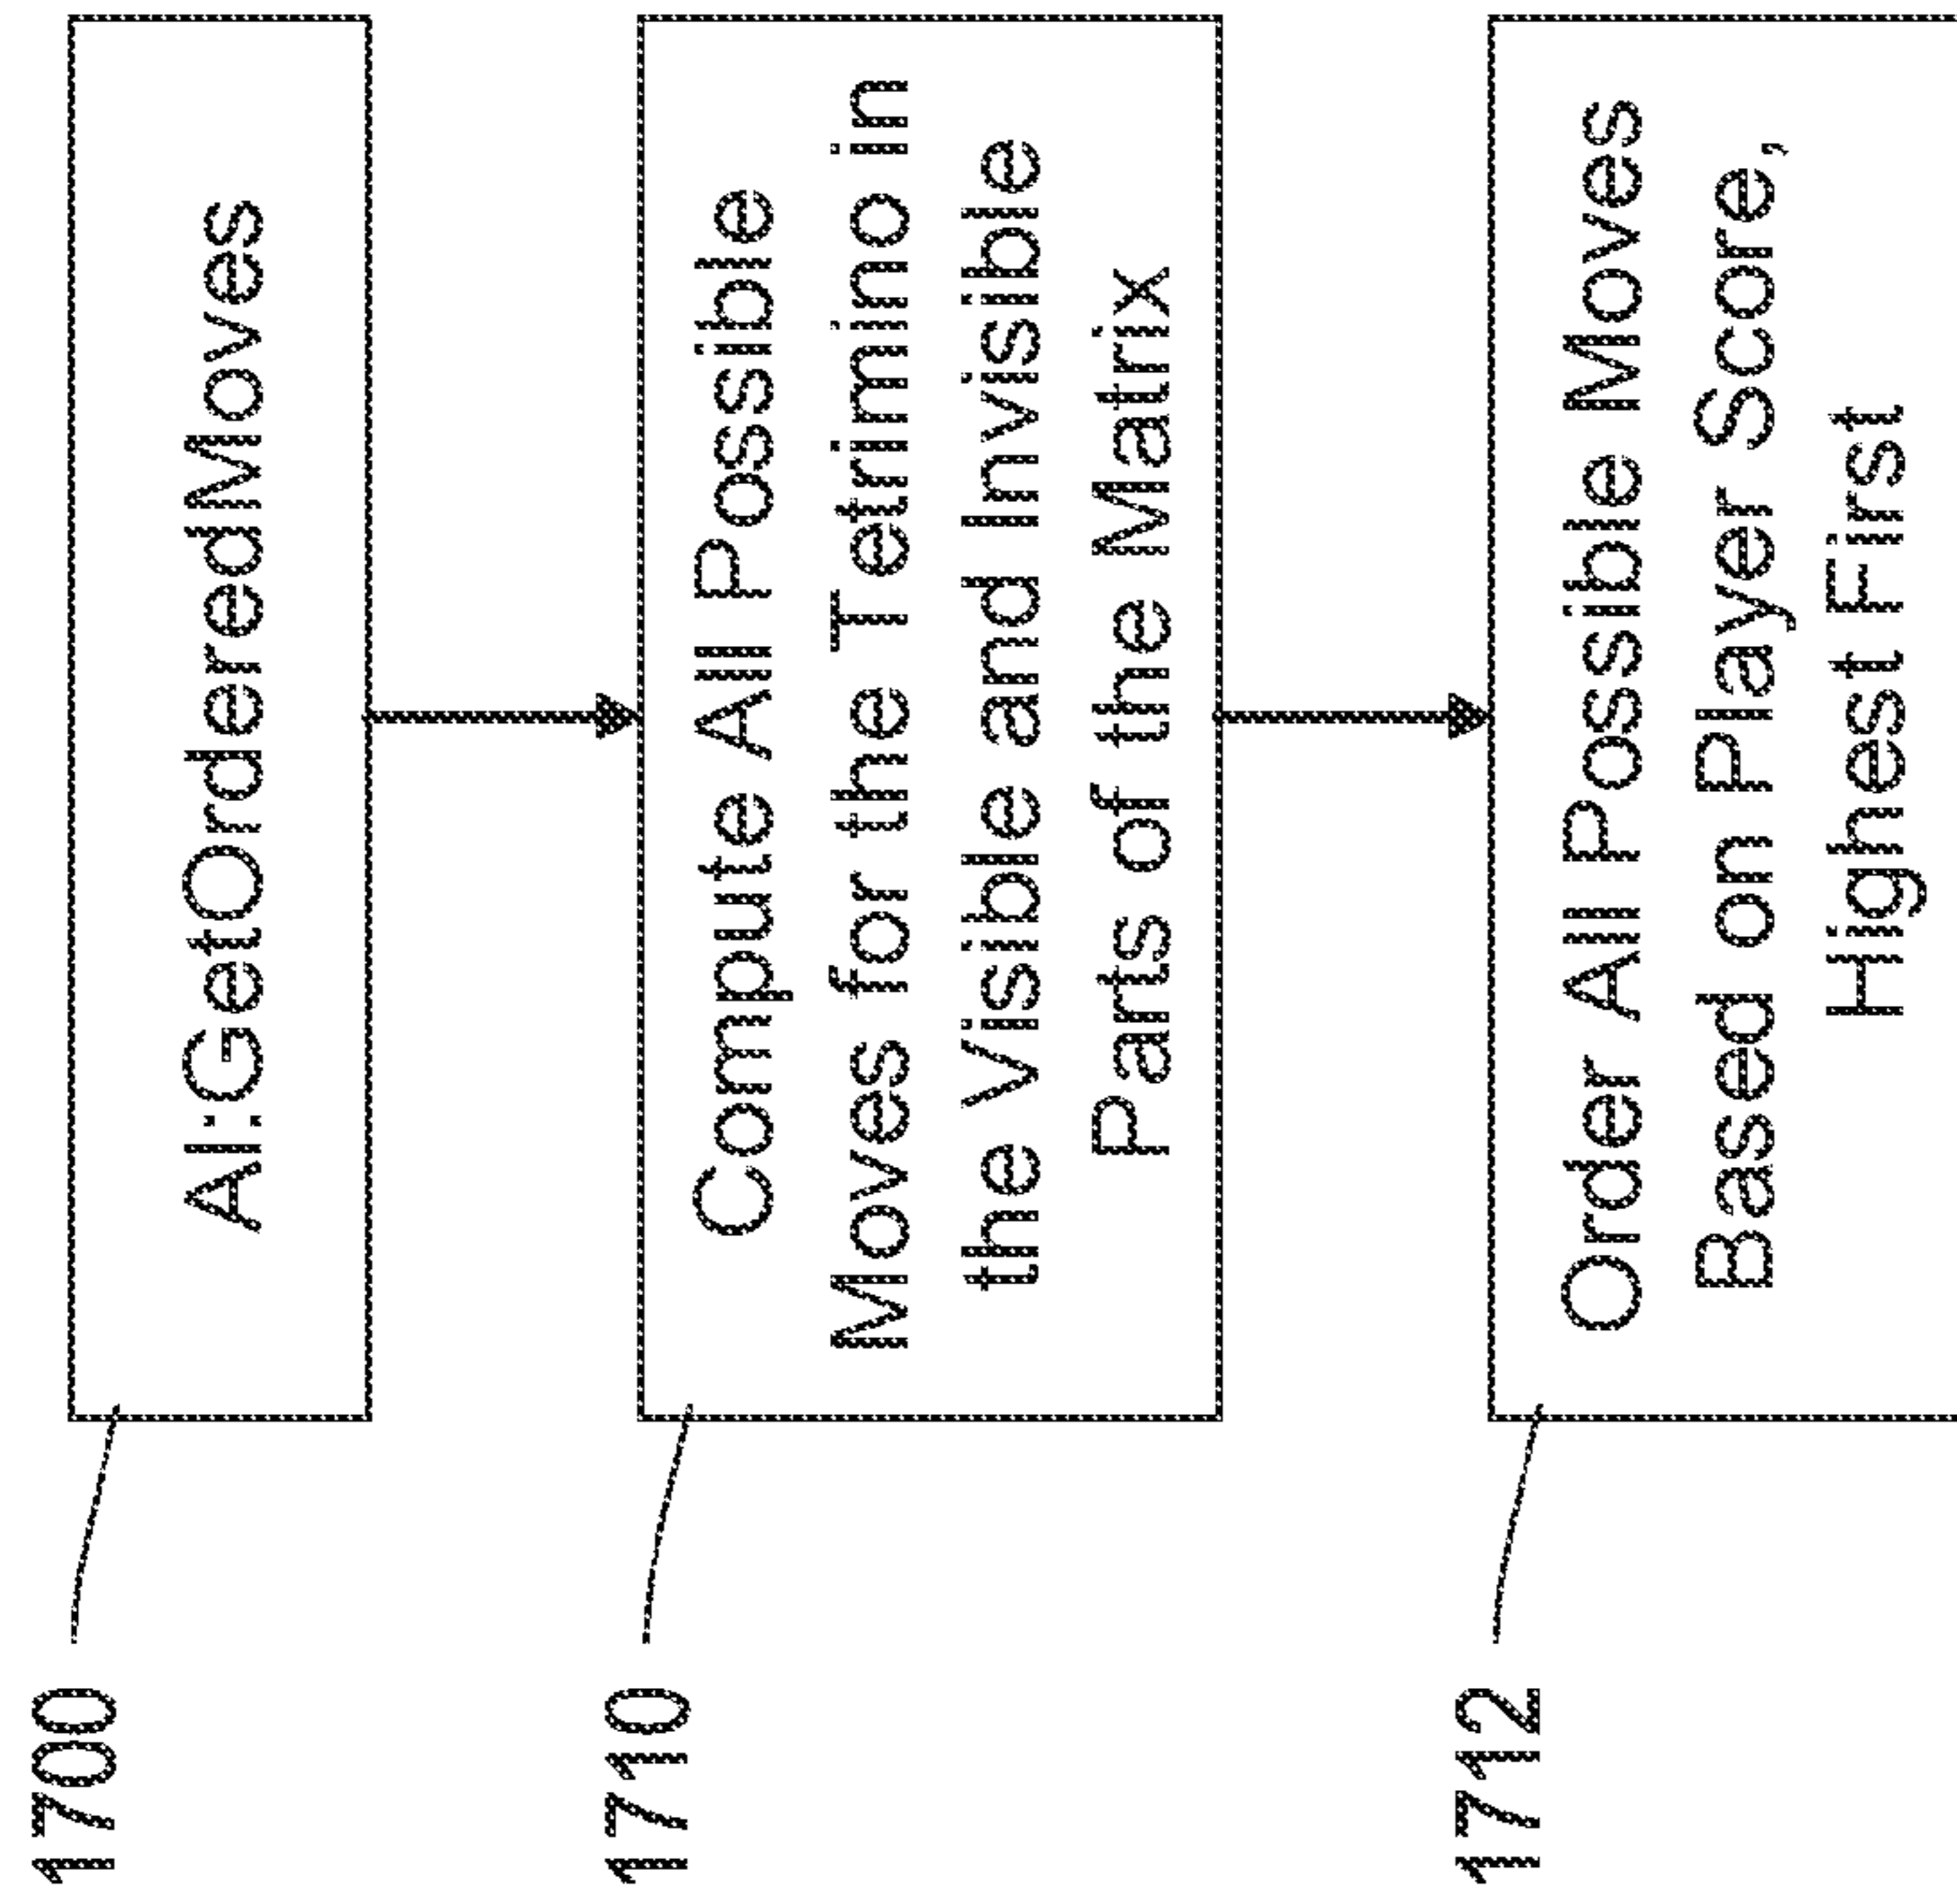 1700
AI:GetOrderedMoves
1710
Compute All Possible
Moves for the Tetrimino in
the Visible and Invisible
Parts of the Matrix
1712
Order All Possible Moves
Based on Player Score,
Highest First